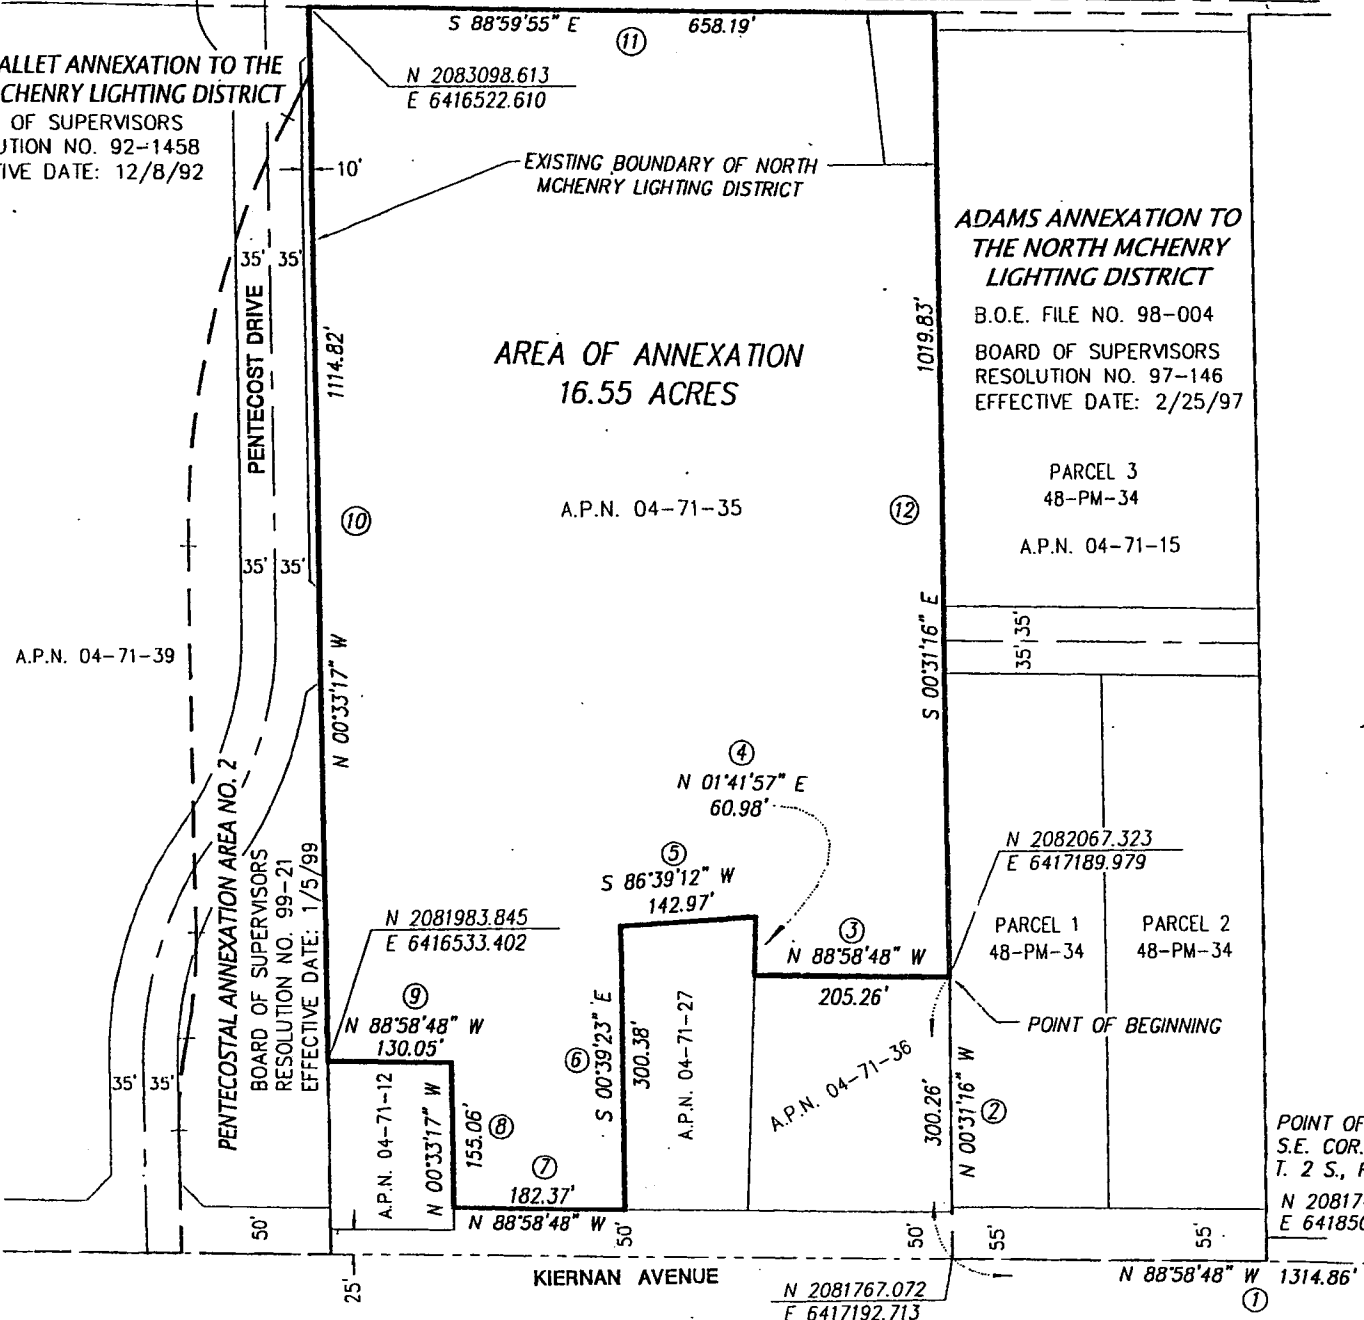 S 88°59'55" E 658.19'
11
N 2083098.613
E 6416522.610
ALLET ANNEXATION TO THE
CHENRY LIGHTING DISTRICT
OF SUPERVISORS
UTION NO. 92-1458
TIVE DATE: 12/8/92
10'
EXISTING BOUNDARY OF NORTH
MCHENRY LIGHTING DISTRICT
ADAMS ANNEXATION TO
THE NORTH MCHENRY
LIGHTING DISTRICT
B.O.E. FILE NO. 98-004
BOARD OF SUPERVISORS
RESOLUTION NO. 97-146
EFFECTIVE DATE: 2/25/97
PARCEL 3
48-PM-34
A.P.N. 04-71-15
35' 35'
PENTECOST DRIVE
1114.82'
AREA OF ANNEXATION
16.55 ACRES
1019.83'
A.P.N. 04-71-35
10
12
35' 35'
A.P.N. 04-71-39
N 00°33'17" W
S 00°31'16" E
35' 35'
4
N 01°41'57" E
60.98'
5
S 86°39'12" W
142.97'
N 2082067.323
E 6417189.979
PARCEL 1
48-PM-34
PARCEL 2
48-PM-34
PENTECOSTAL ANNEXATION AREA NO. 2
BOARD OF SUPERVISORS
RESOLUTION NO. 99-21
EFFECTIVE DATE: 1/5/99
N 2081983.845
E 6416533.402
3
N 88°58'48" W
205.26'
POINT OF BEGINNING
9
N 88°58'48" W
130.05'
6
S 00°39'23" E
300.38'
A.P.N. 04-71-27
A.P.N. 04-71-36
300.26'
N 00°31'16" W
2
35' 35'
A.P.N. 04-71-12
N 00°33'17" W
155.06'
8
7
182.37'
N 88°58'48" W
POINT OF
S.E. COR.
T. 2 S.,
N 20817
E 641850
50'
50'
50'
55'
55'
25'
KIERNAN AVENUE
N 2081767.072
E 6417192.713
N 88°58'48" W 1314.86'
1